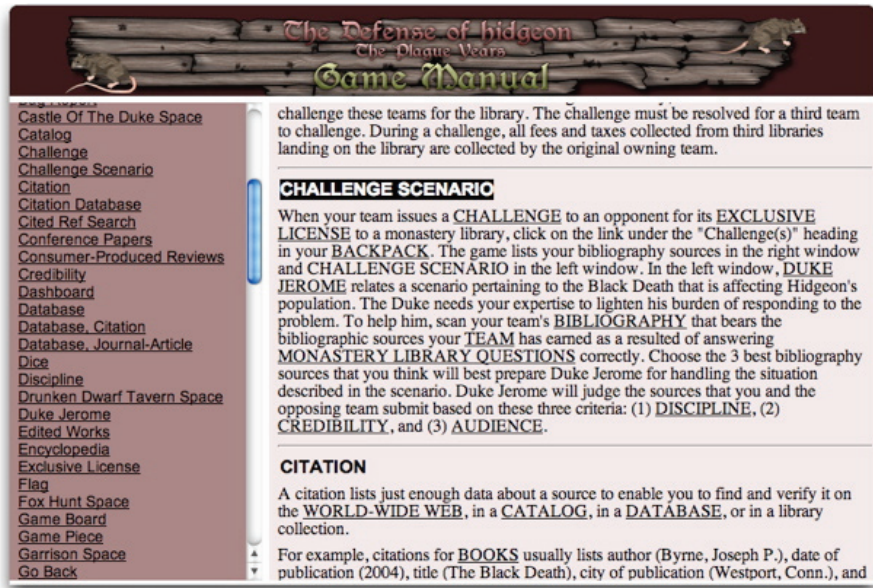 The Defense of hidgeon
The Plague Years
Game Manual
Bug Report
Castle Of The Duke Space
Catalog
Challenge
Challenge Scenario
Citation
Citation Database
Cited Ref Search
Conference Papers
Consumer-Produced Reviews
Credibility
Dashboard
Database
Database, Citation
Database, Journal-Article
Dice
Discipline
Drunken Dwarf Tavern Space
Duke Jerome
Edited Works
Encyclopedia
Exclusive License
Flag
Fox Hunt Space
Game Board
Game Piece
Garrison Space
Go Back
challenge these teams for the library. The challenge must be resolved for a third team
to challenge. During a challenge, all fees and taxes collected from third libraries
landing on the library are collected by the original owning team.
CHALLENGE SCENARIO
When your team issues a CHALLENGE to an opponent for its EXCLUSIVE
LICENSE to a monastery library, click on the link under the "Challenge(s)" heading
in your BACKPACK. The game lists your bibliography sources in the right window
and CHALLENGE SCENARIO in the left window. In the left window, DUKE
JEROME relates a scenario pertaining to the Black Death that is affecting Hidgeon's
population. The Duke needs your expertise to lighten his burden of responding to the
problem. To help him, scan your team's BIBLIOGRAPHY that bears the
bibliographic sources your TEAM has earned as a resulted of answering
MONASTERY LIBRARY QUESTIONS correctly. Choose the 3 best bibliography
sources that you think will best prepare Duke Jerome for handling the situation
described in the scenario. Duke Jerome will judge the sources that you and the
opposing team submit based on these three criteria: (1) DISCIPLINE, (2)
CREDIBILITY, and (3) AUDIENCE.
CITATION
A citation lists just enough data about a source to enable you to find and verify it on
the WORLD-WIDE WEB, in a CATALOG, in a DATABASE, or in a library
collection.
For example, citations for BOOKS usually lists author (Byrne, Joseph P.), date of
publication (2004), title (The Black Death), city of publication (Westport, Conn.), and